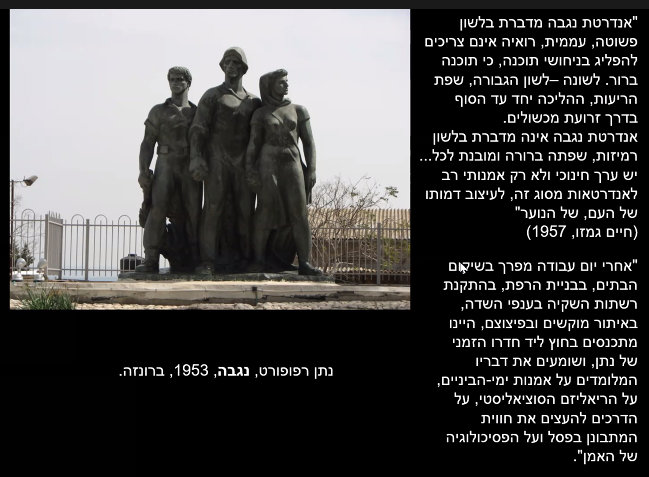 "אנדרטת נגבה מדברת בלשון
פשוטה, עממית, רואיה אינם צריכים
להפליג בניחושי תוכנה, כי תוכנה
ברור. לשונה –לשון הגבורה, שפת
הריעות, ההליכה יחד עד הסוף
בדרך זרועת מכשולים.
אנדרטת נגבה אינה מדברת בלשון
רמיזות, שפתה ברורה ומובנת לכל...
יש ערך חינוכי ולא רק אמנותי רב
לאנדרטאות מסוג זה, לעיצוב דמותו
של העם, של הנוער"
(חיים גמזו, 1957)
"אחרי יום עבודה מפרך בשיקום
הבתים, בבניית הרפת, בהתקנת
רשתות השקיה בענפי השדה,
באיתור מוקשים ובפיצוצם, היינו
מתכנסים בחוץ ליד חדרו הזמני
של נתן, ושומעים את דבריו
המלומדים על אמנות ימי-הביניים,
על הריאליזם הסוציאליסטי, על
הדרכים להעצים את חווית
המתבונן בפסל ועל הפסיכולוגיה
של האמן".
נתן רפופורט, נגבה, 1953, ברונזה.